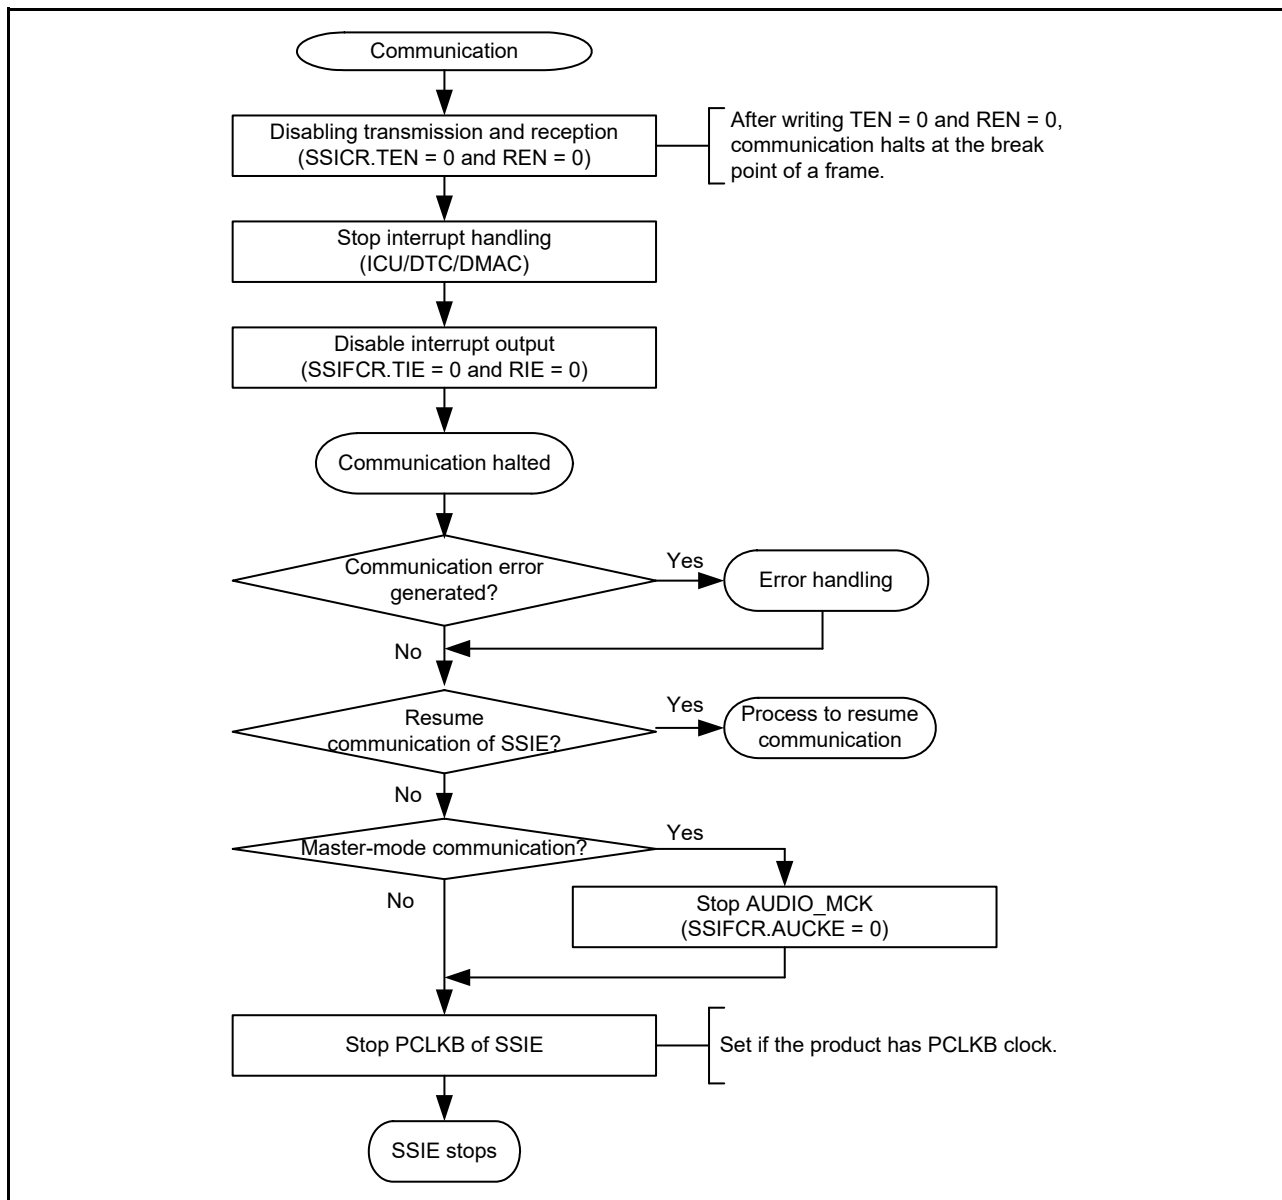 Communication
Disabling transmission and reception
(SSICR.TEN = 0 and REN = 0)
After writing TEN = 0 and REN = 0,
communication halts at the break
point of a frame.
Stop interrupt handling
(ICU/DTC/DMAC)
Disable interrupt output
(SSIFCR.TIE = 0 and RIE = 0)
Communication halted
Communication error
generated?
Yes
Error handling
No
Resume
communication of SSIE?
Yes
Process to resume
communication
No
Master-mode communication?
Yes
No
Stop AUDIO_MCK
(SSIFCR.AUCKE = 0)
Stop PCLKB of SSIE
Set if the product has PCLKB clock.
SSIE stops